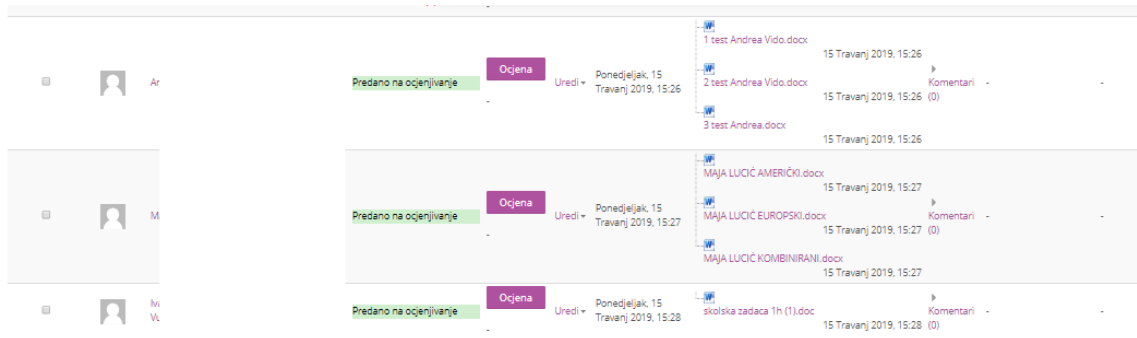 1 test Andrea Vido.docx
15 Travanj 2019, 15:26
Ar
Predano na ocjenjivanje
Ocjena
-
Uredi
Ponedjeljak, 15
Travanj 2019, 15:26
2 test Andrea Vido.docx
15 Travanj 2019, 15:26
Komentari
(0)
-
-
3 test Andrea.docx
15 Travanj 2019, 15:26
MAJA LUCIĆ AMERIČKI.docx
15 Travanj 2019, 15:27
Predano na ocjenjivanje
Ocjena
-
Uredi
Ponedjeljak, 15
Travanj 2019, 15:27
MAJA LUCIĆ EUROPSKI.docx
15 Travanj 2019, 15:27
Komentari
(0)
-
-
MAJA LUCIĆ KOMBINIRANI.docx
15 Travanj 2019, 15:27
Iva
Vu
Predano na ocjenjivanje
Ocjena
-
Uredi
Ponedjeljak, 15
Travanj 2019, 15:28
skolska zadaca 1h (1).doc
15 Travanj 2019, 15:28
Komentari
(0)
-
-